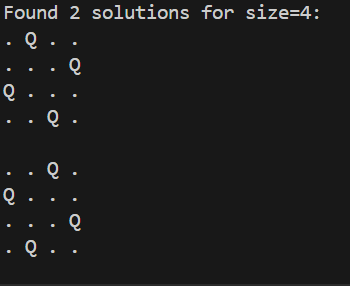 Found 2 solutions for size=4:
. Q . .
. . . Q
Q . . .
. . Q .

. . Q .
Q . . .
. . . Q
. Q . .